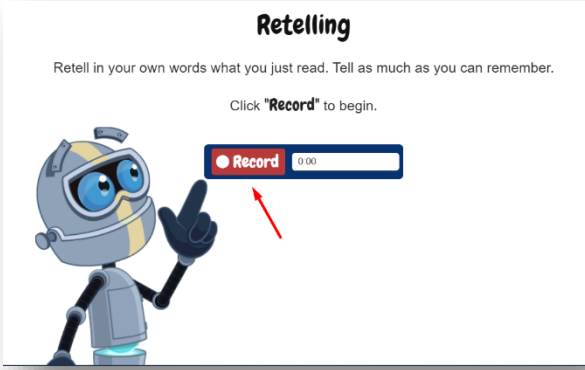 Retelling
Retell in your own words what you just read. Tell as much as you can remember.
Click "Record" to begin.
Record 0:00